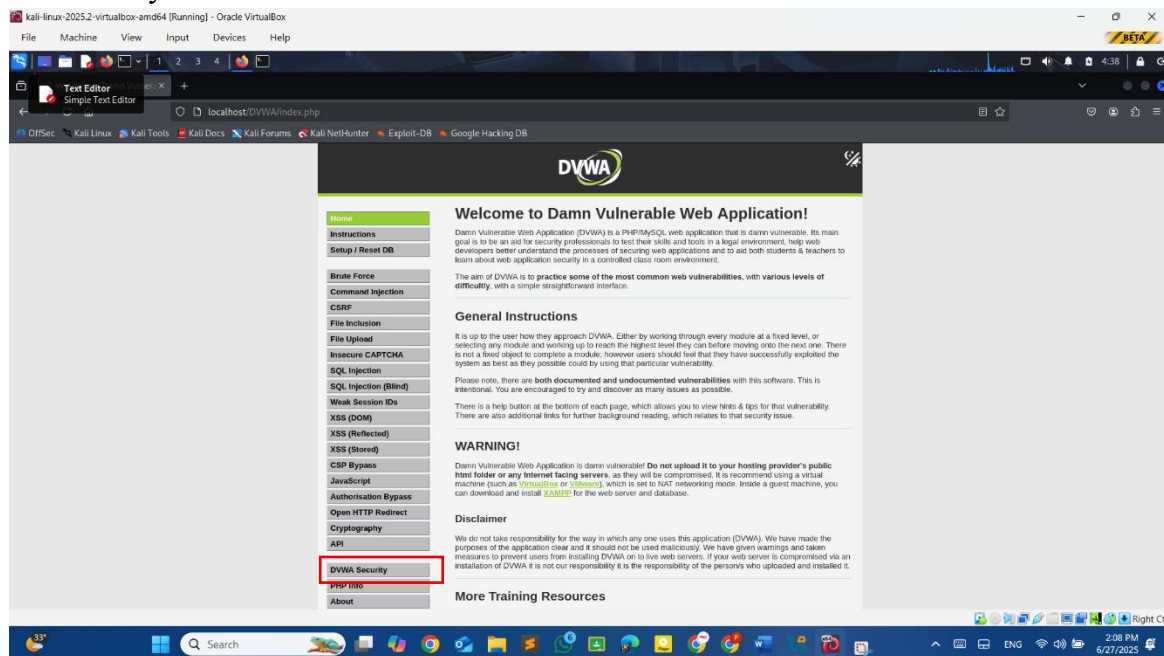 kali-linux-2025.2-virtualbox-amd64 [Running] - Oracle VirtualBox
File Machine View Input Devices Help
BETA
1 2 3 4
4:38
Text Editor
Simple Text Editor
localhost/DVWA/index.php
OffSec Kali Linux Kali Tools Kali Docs Kali Forums Kali NetHunter Exploit-DB Google Hacking DB
DVWA
Home
Instructions
Setup / Reset DB
Brute Force
Command Injection
CSRF
File Inclusion
File Upload
Insecure CAPTCHA
SQL Injection
SQL Injection (Blind)
Weak Session IDs
XSS (DOM)
XSS (Reflected)
XSS (Stored)
CSP Bypass
JavaScript
Authorisation Bypass
Open HTTP Redirect
Cryptography
API
DVWA Security
PHP Info
About
Welcome to Damn Vulnerable Web Application!
Damn Vulnerable Web Application (DVWA) is a PHP/MySQL web application that is damn vulnerable. Its main
goal is to be an aid for security professionals to test their skills and tools in a legal environment, help web
developers better understand the processes of securing web applications and to aid both students & teachers to
learn about web application security in a controlled class room environment.
The aim of DVWA is to practice some of the most common web vulnerabilities, with various levels of
difficultly, with a simple straightforward interface.
General Instructions
It is up to the user how they approach DVWA. Either by working through every module at a fixed level, or
selecting any module and working up to reach the highest level they can before moving onto the next one. There
is not a fixed object to complete a module; however users should feel that they have successfully exploited the
system as best as they possible could by using that particular vulnerability.
Please note, there are both documented and undocumented vulnerabilities with this software. This is
intentional. You are encouraged to try and discover as many issues as possible.
There is a help button at the bottom of each page, which allows you to view hints & tips for that vulnerability.
There are also additional links for further background reading, which relates to that security issue.
WARNING!
Damn Vulnerable Web Application is damn vulnerable! Do not upload it to your hosting provider's public
html folder or any Internet facing servers, as they will be compromised. It is recommend using a virtual
machine (such as VirtualBox or VMware), which is set to NAT networking mode. Inside a guest machine, you
can download and install XAMPP for the web server and database.
Disclaimer
We do not take responsibility for the way in which any one uses this application (DVWA). We have made the
purposes of the application clear and it should not be used maliciously. We have given warnings and taken
measures to prevent users from installing DVWA on to live web servers. If your web server is compromised via an
installation of DVWA it is not our responsibility it is the responsibility of the person/s who uploaded and installed it.
More Training Resources
Right Ct
33°
Search
ENG
2:08 PM
6/27/2025